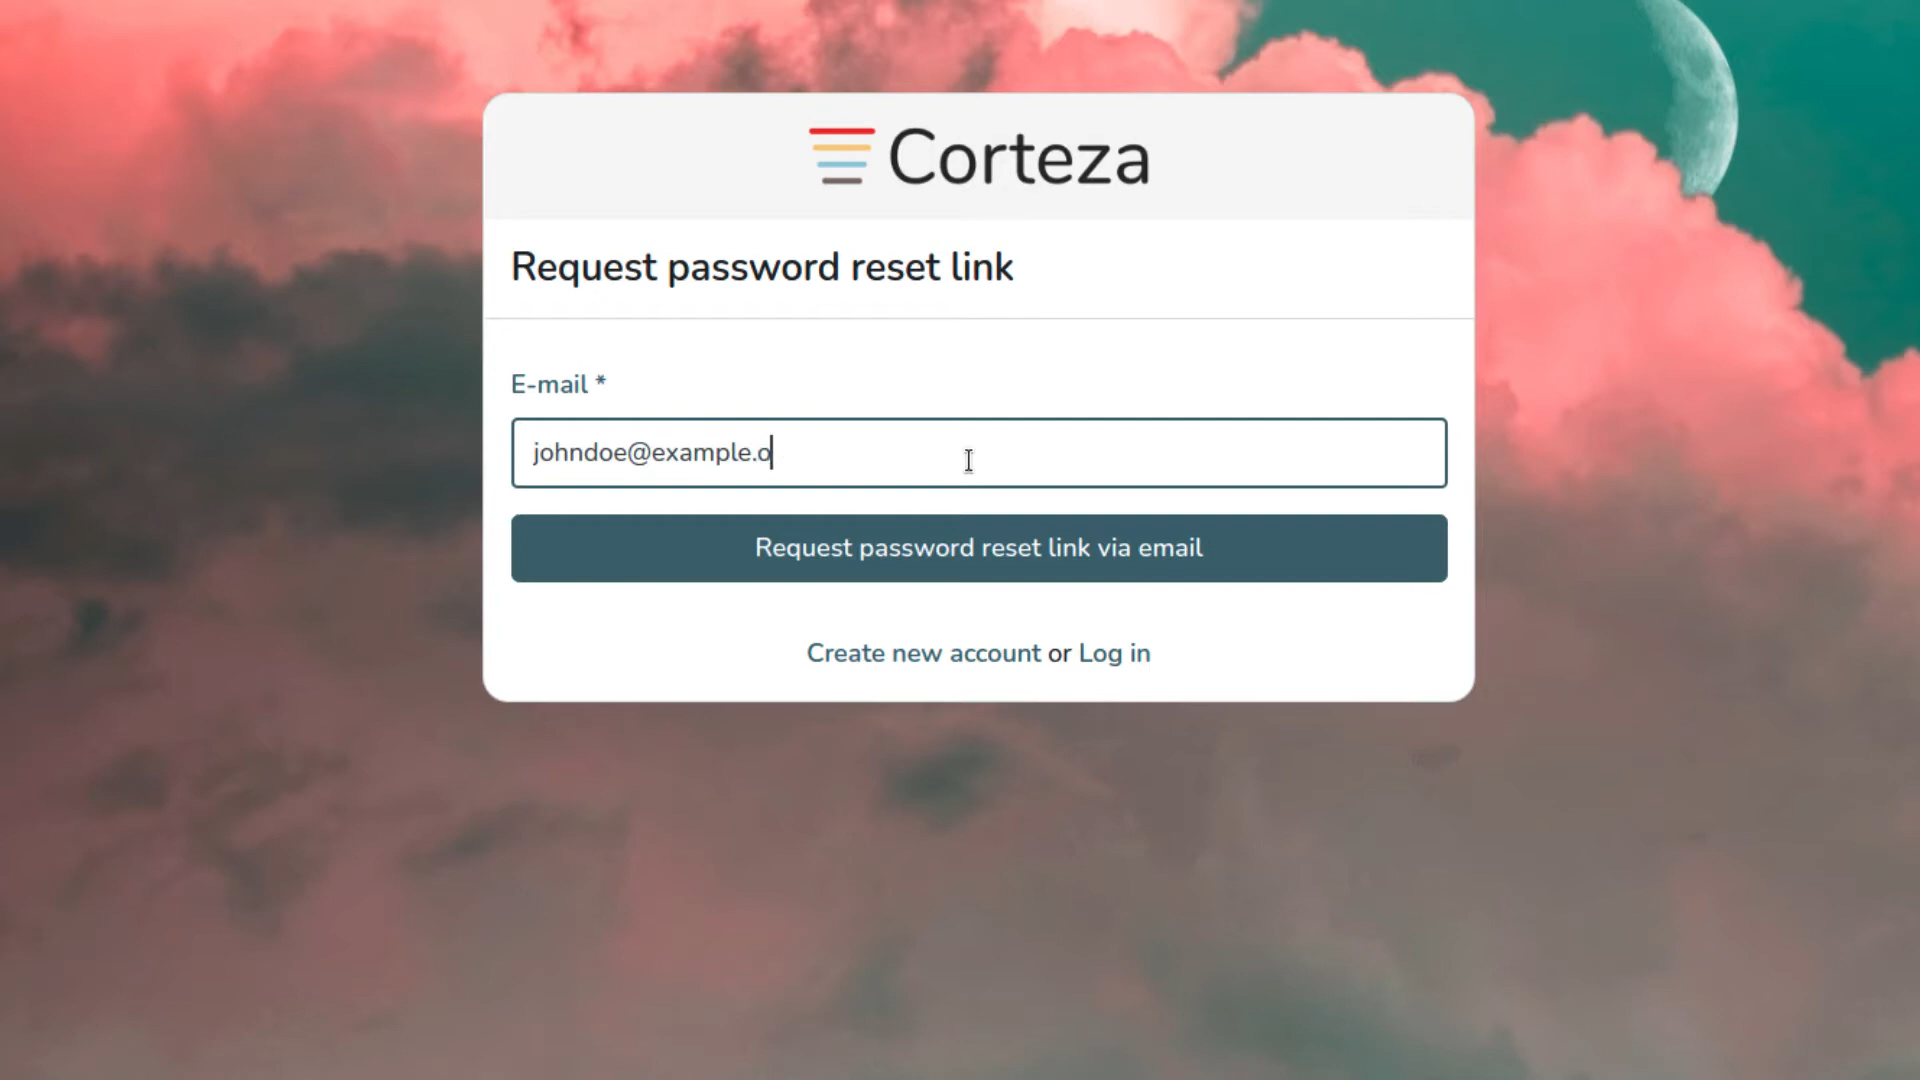 Corteza
Request password reset link
E-mail *
johndoe@example.o
Request password reset link via email
Create new account or Log in